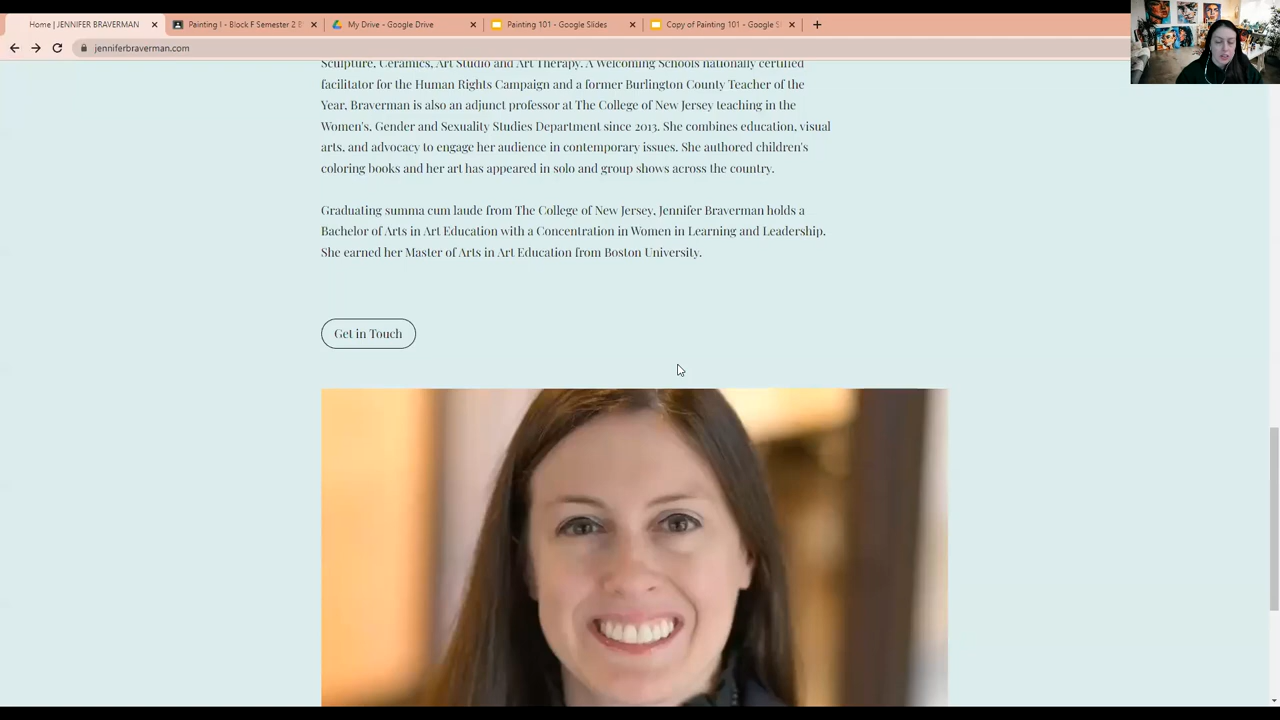 Home | JENNIFER BRAVERMAN
Painting I - Block F Semester 2 E
My Drive - Google Drive
Painting 101 - Google Slides
Copy of Painting 101 - Google S
jenniferbraverman.com
Sculpture, Ceramics, Art Studio and Art Therapy. A Welcoming Schools nationally certified
facilitator for the Human Rights Campaign and a former Burlington County Teacher of the
Year, Braverman is also an adjunct professor at The College of New Jersey teaching in the
Women's, Gender and Sexuality Studies Department since 2013. She combines education, visual
arts, and advocacy to engage her audience in contemporary issues. She authored children's
coloring books and her art has appeared in solo and group shows across the country.
Graduating summa cum laude from The College of New Jersey, Jennifer Braverman holds a
Bachelor of Arts in Art Education with a Concentration in Women in Learning and Leadership.
She earned her Master of Arts in Art Education from Boston University.
Get in Touch